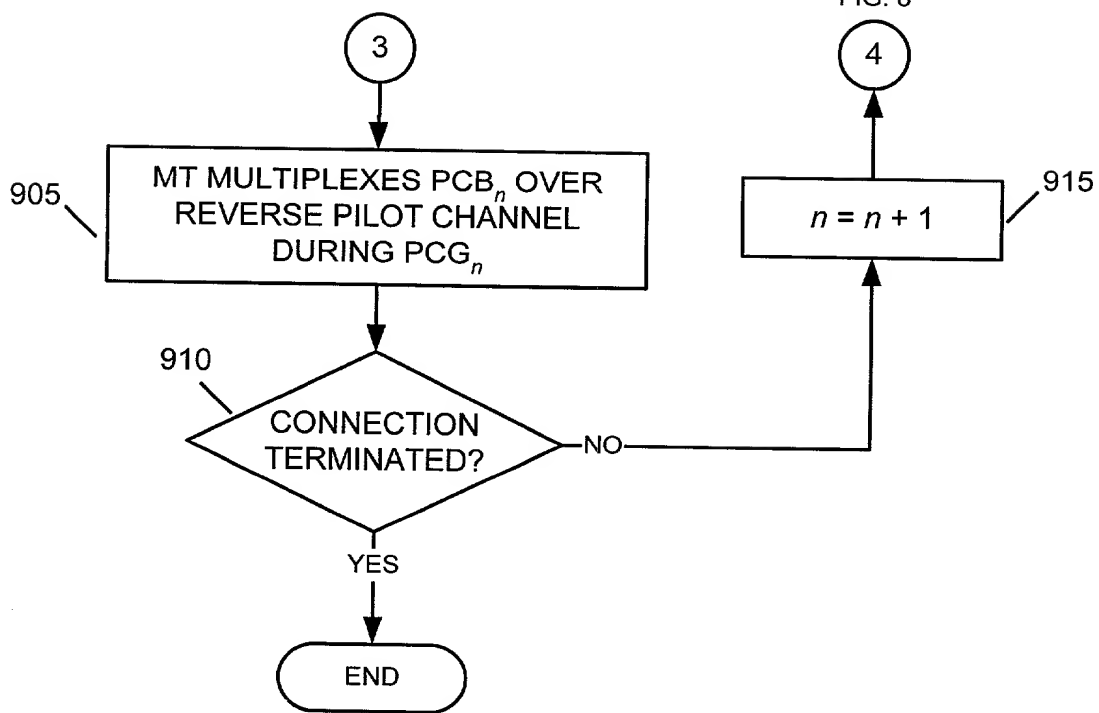 3
4
905
MT MULTIPLEXES PCBn OVER
REVERSE PILOT CHANNEL
DURING PCGn
n = n + 1
915
910
CONNECTION
TERMINATED?
NO
YES
END